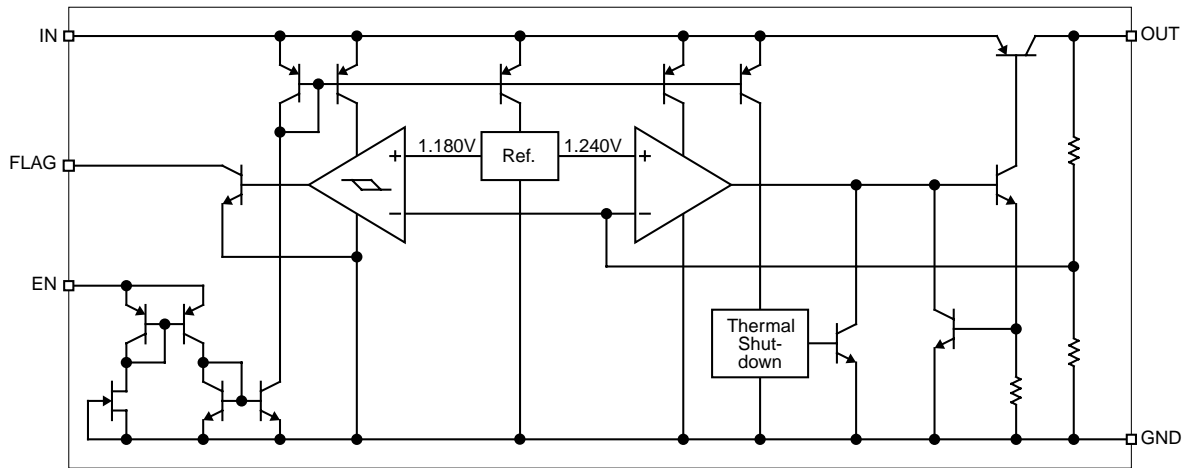 IN
OUT
FLAG
1.180V
Ref.
1.240V
EN
Thermal
Shut-
down
GND